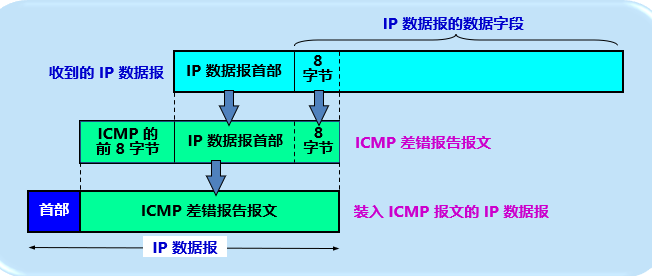 IP 数据报的数据字段
收到的 IP 数据报
IP 数据报首部
8
字节
ICMP 的
前 8 字节
IP 数据报首部
8
字节
ICMP 差错报告报文
首部
ICMP 差错报告报文
装入 ICMP 报文的 IP 数据报
IP 数据报